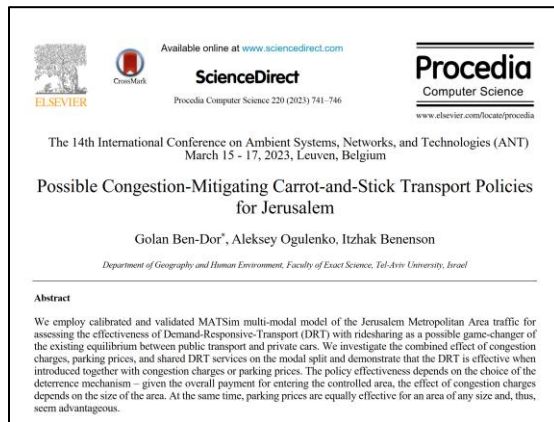 Available online at www.sciencedirect.com
CrossMark
ScienceDirect
ELSEVIER
Procedia Computer Science 220 (2023) 741–746
Procedia
Computer Science
www.elsevier.com/locate/procedia
The 14th International Conference on Ambient Systems, Networks, and Technologies (ANT)
March 15 - 17, 2023, Leuven, Belgium
Possible Congestion-Mitigating Carrot-and-Stick Transport Policies
for Jerusalem
Golan Ben-Dor*, Aleksey Ogulenko, Itzhak Benenson
Department of Geography and Human Environment, Faculty of Exact Science, Tel-Aviv University, Israel
Abstract
We employ calibrated and validated MATSim multi-modal model of the Jerusalem Metropolitan Area traffic for
assessing the effectiveness of Demand-Responsive-Transport (DRT) with ridesharing as a possible game-changer of
the existing equilibrium between public transport and private cars. We investigate the combined effect of congestion
charges, parking prices, and shared DRT services on the modal split and demonstrate that the DRT is effective when
introduced together with congestion charges or parking prices. The policy effectiveness depends on the choice of the
deterrence mechanism – given the overall payment for entering the controlled area, the effect of congestion charges
depends on the size of the area. At the same time, parking prices are equally effective for an area of any size and, thus,
seem advantageous.